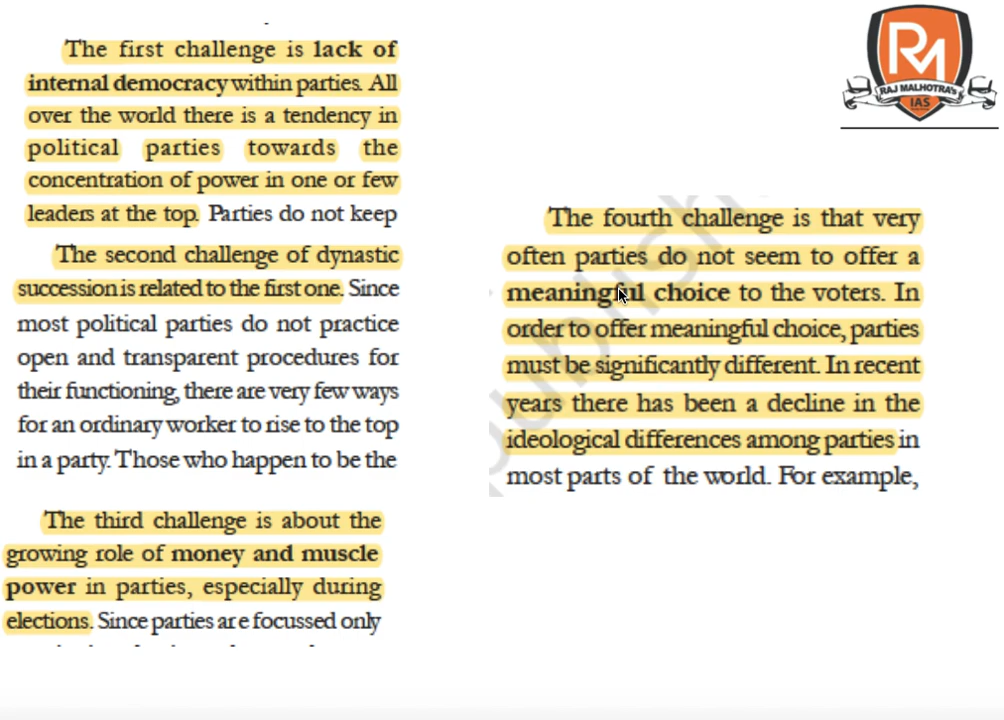 The first challenge is lack of
internal democracy within parties. All
over the world there is a tendency in
political parties towards the
concentration of power in one or few
leaders at the top. Parties do not keep
The second challenge of dynastic
succession is related to the first one. Since
most political parties do not practice
open and transparent procedures for
their functioning, there are very few ways
for an ordinary worker to rise to the top
in a party. Those who happen to be the
The third challenge is about the
growing role of money and muscle
power in parties, especially during
elections. Since parties are focussed only
RM
RAJ MALHOTRA's
IAS
The fourth challenge is that very
often parties do not seem to offer a
meaningful choice to the voters. In
order to offer meaningful choice, parties
must be significantly different. In recent
years there has been a decline in the
ideological differences among parties in
most parts of the world. For example,